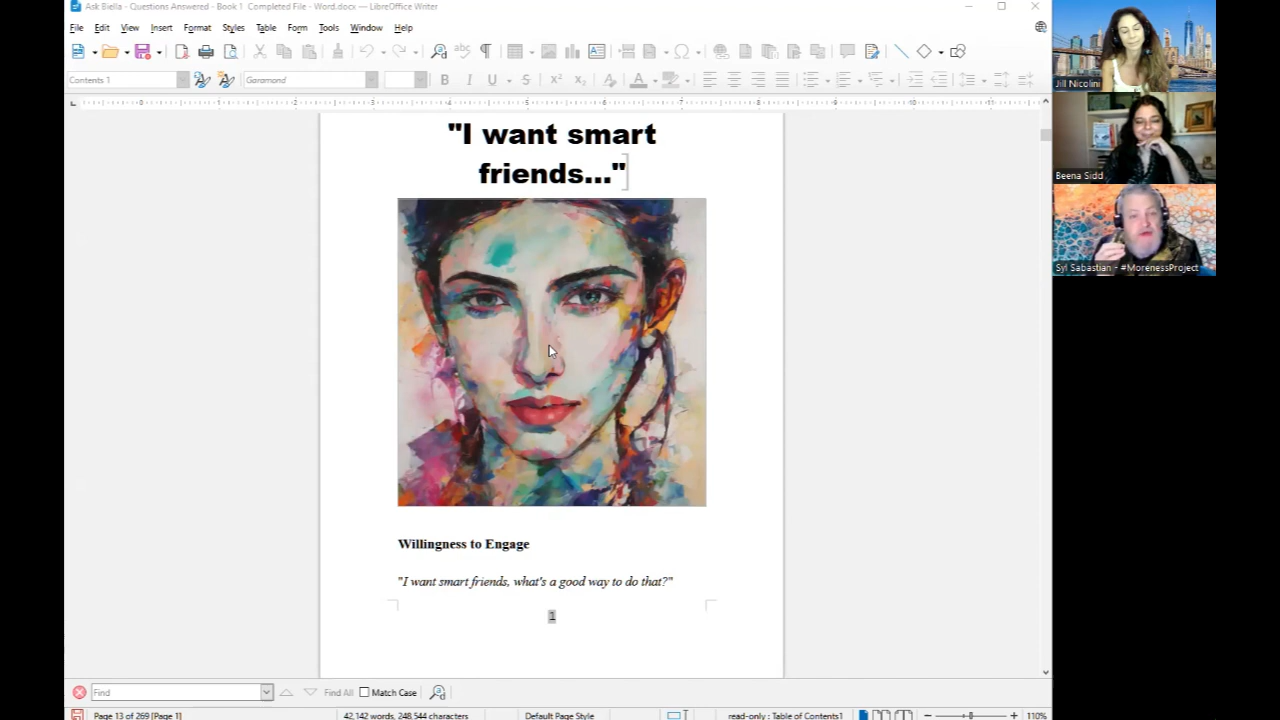 Ask Biella - Questions Answered - Book 1 Completed File - Word.docx — LibreOffice Writer
File Edit View Insert Format Styles Table Form Tools Window Help
Contents 1
Garamond
"I want smart
friends..."
Willingness to Engage
"I want smart friends, what's a good way to do that?"
1
Find
Find All
Match Case
Page 13 of 269 [Page 1]
42,142 words, 248,544 characters
Default Page Style
read-only : Table of Contents1
110%
Jill Nicolini
Beena Sidd
Syl Sabastian - #MorenessProject